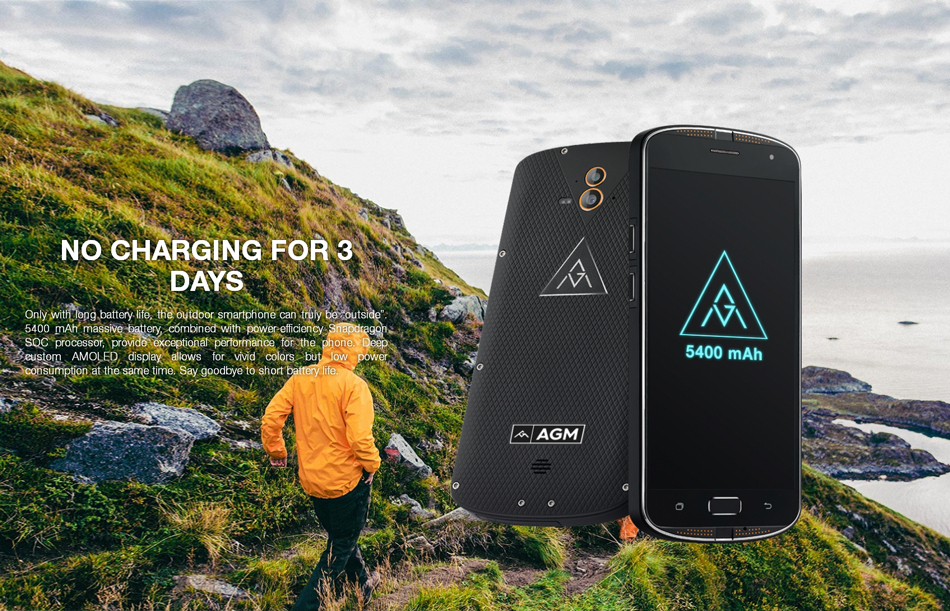 NO CHARGING FOR 3
DAYS
Only with long battery life, the outdoor smartphone can truly be "outside".
5400 mAh massive battery, combined with power-efficiency Snapdragon
SOC processor, provide exceptional performance for the phone. Deep
custom AMOLED display allows for vivid colors but low power
consumption at the same time. Say goodbye to short battery life.
AGM
5400 mAh